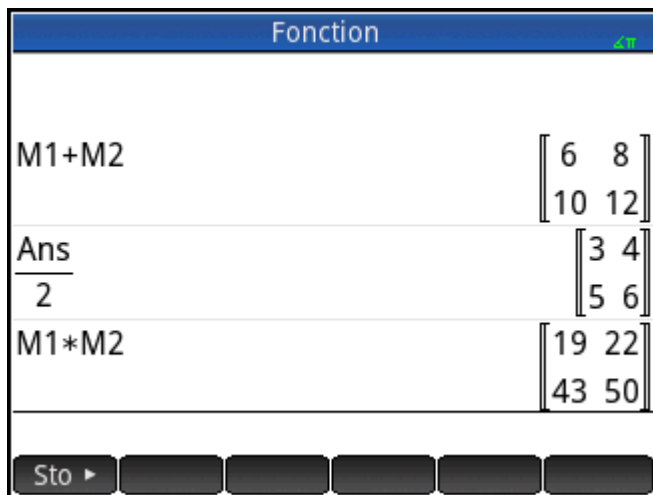 Fonction
∡π
M1+M2
[6 8
10 12]
Ans
2
[3 4
5 6]
M1*M2
[19 22
43 50]
Sto ►